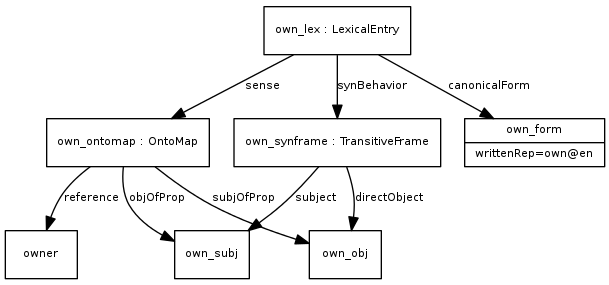 own_lex : LexicalEntry
sense
synBehavior
canonicalForm
own_ontomap : OntoMap
own_synframe : TransitiveFrame
own_form
writtenRep=own@en
reference
objOfProp
subjOfProp
subject
directObject
owner
own_subj
own_obj